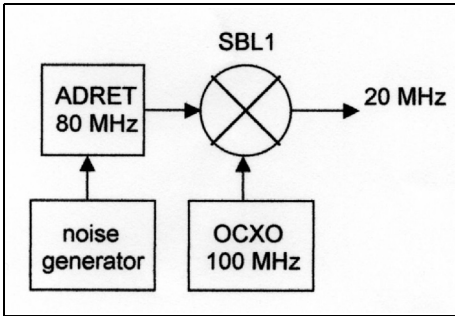 SBL1
ADRET
80 MHz
20 MHz
noise
generator
OCXO
100 MHz